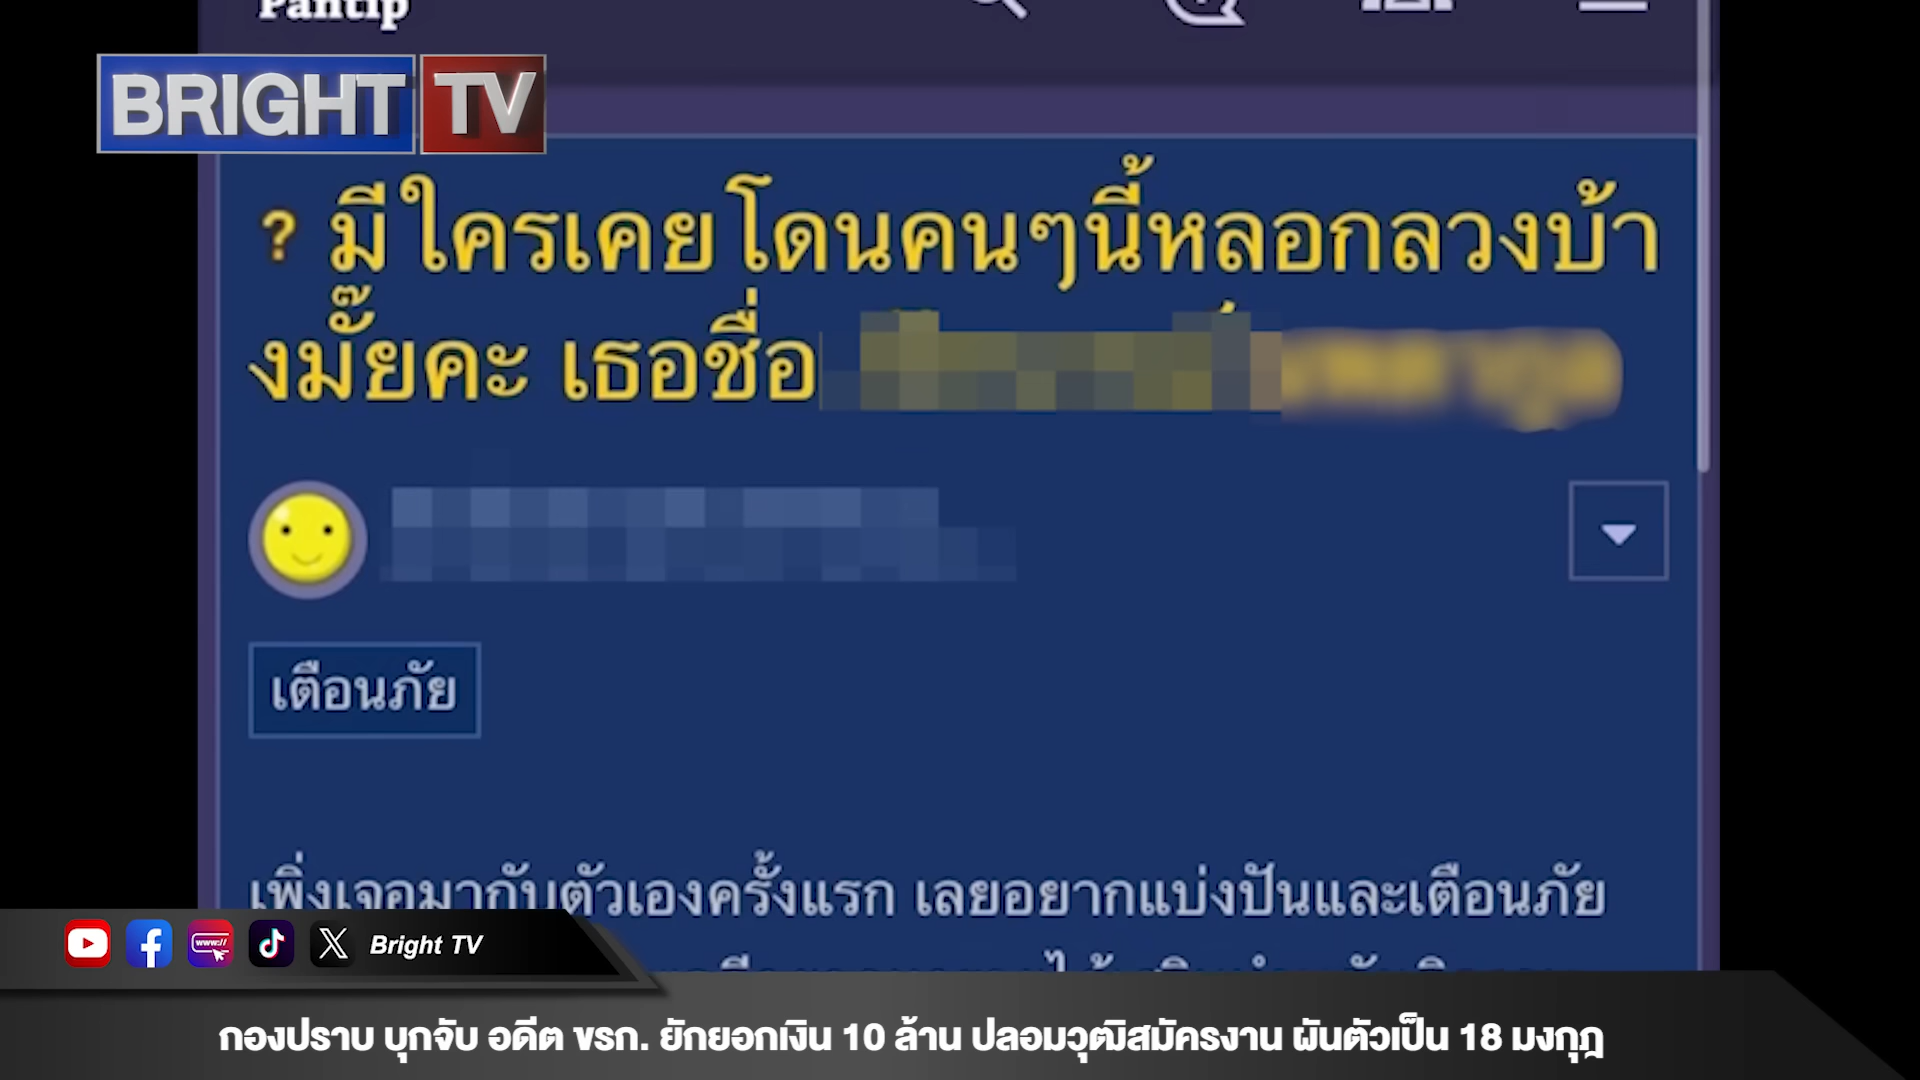 Pantip
BRIGHT TV
? มีใครเคยโดนคนๆนี้หลอกลวงบ้า
งมั๊ยคะ เธอชื่อ
เตือนภัย
เพิ่งเจอมากับตัวเองครั้งแรก เลยอยากแบ่งปันและเตือนภัย
www://
Bright TV
กองปราบ บุกจับ อดีต ขรก. ยักยอกเงิน 10 ล้าน ปลอมวุฒิสมัครงาน ผันตัวเป็น 18 มงกุฎ